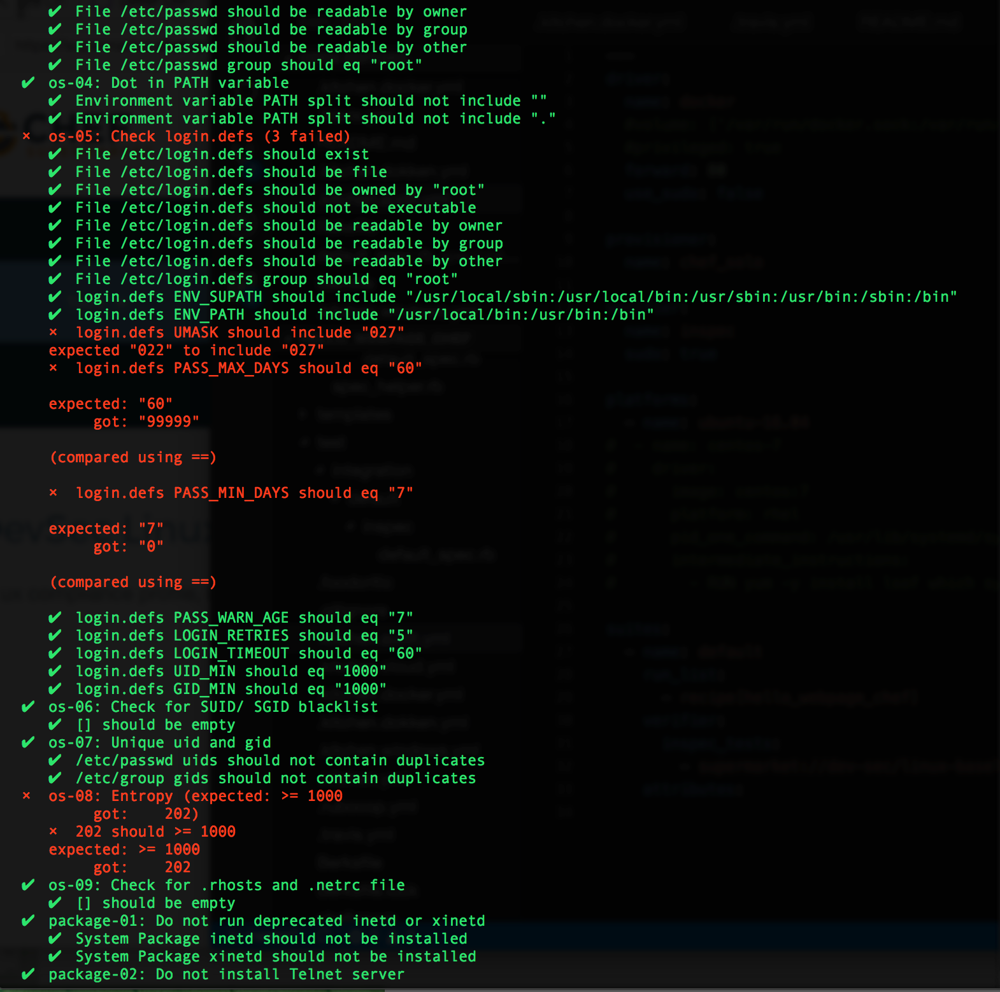 ✔ File /etc/passwd should be readable by owner
✔ File /etc/passwd should be readable by group
✔ File /etc/passwd should be readable by other
✔ File /etc/passwd group should eq "root"
✔ os-04: Dot in PATH variable
✔ Environment variable PATH split should not include ""
✔ Environment variable PATH split should not include "."
× os-05: Check login.defs (3 failed)
✔ File /etc/login.defs should exist
✔ File /etc/login.defs should be file
✔ File /etc/login.defs should be owned by "root"
✔ File /etc/login.defs should not be executable
✔ File /etc/login.defs should be readable by owner
✔ File /etc/login.defs should be readable by group
✔ File /etc/login.defs should be readable by other
✔ File /etc/login.defs group should eq "root"
✔ login.defs ENV_SUPATH should include "/usr/local/sbin:/usr/local/bin:/usr/sbin:/usr/bin:/sbin:/bin"
✔ login.defs ENV_PATH should include "/usr/local/bin:/usr/bin:/bin"
× login.defs UMASK should include "027"
expected "022" to include "027"
× login.defs PASS_MAX_DAYS should eq "60"
expected: "60"
got: "99999"
(compared using ==)
× login.defs PASS_MIN_DAYS should eq "7"
expected: "7"
got: "0"
(compared using ==)
✔ login.defs PASS_WARN_AGE should eq "7"
✔ login.defs LOGIN_RETRIES should eq "5"
✔ login.defs LOGIN_TIMEOUT should eq "60"
✔ login.defs UID_MIN should eq "1000"
✔ login.defs GID_MIN should eq "1000"
✔ os-06: Check for SUID/ SGID blacklist
✔ [] should be empty
✔ os-07: Unique uid and gid
✔ /etc/passwd uids should not contain duplicates
✔ /etc/group gids should not contain duplicates
× os-08: Entropy (expected: >= 1000
got: 202)
× 202 should >= 1000
expected: >= 1000
got: 202
✔ os-09: Check for .rhosts and .netrc file
✔ [] should be empty
✔ package-01: Do not run deprecated inetd or xinetd
✔ System Package inetd should not be installed
✔ System Package xinetd should not be installed
✔ package-02: Do not install Telnet server